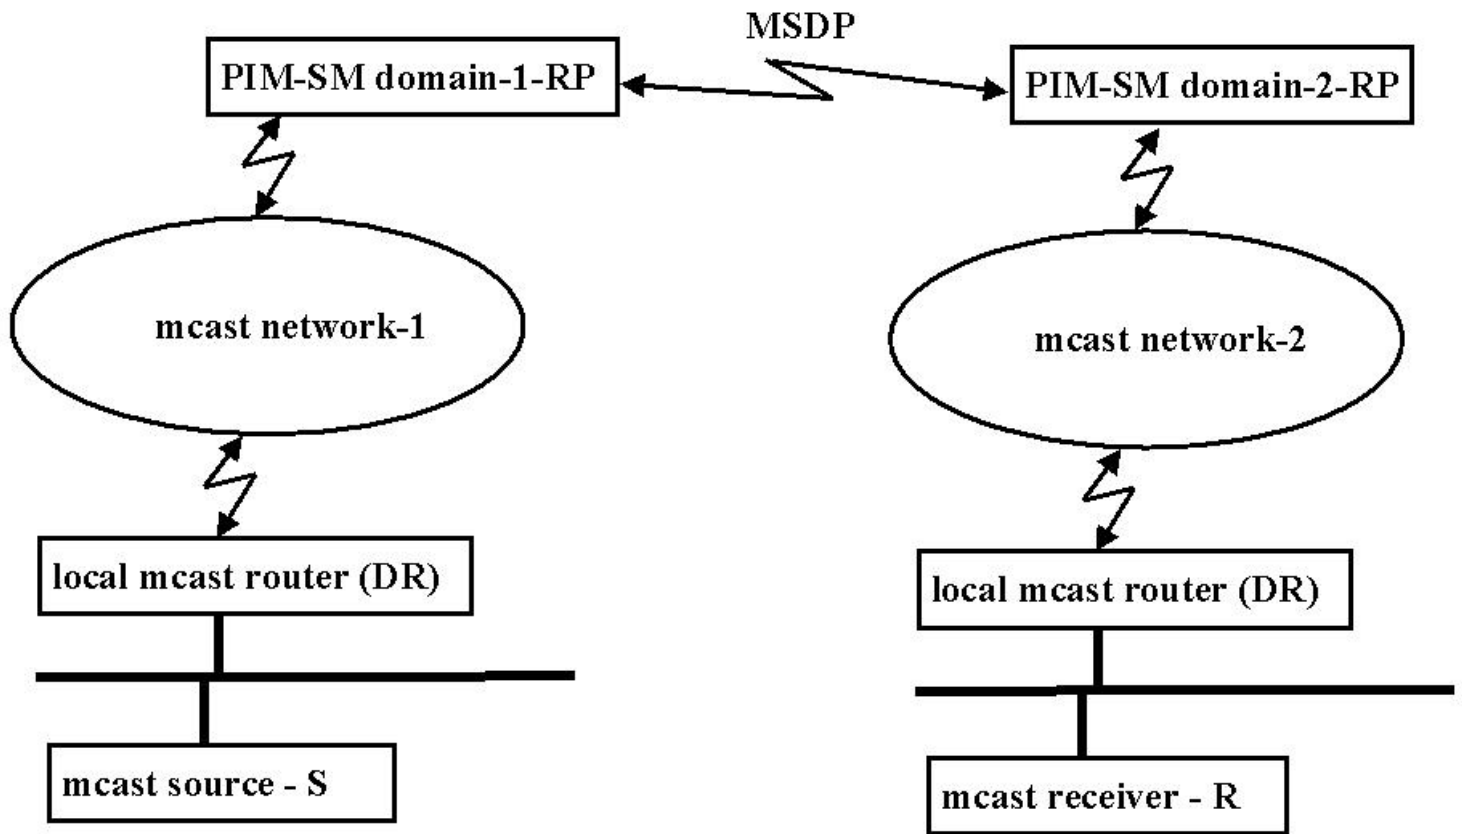 MSDP
PIM-SM domain-1-RP
PIM-SM domain-2-RP
mcast network-1
mcast network-2
local mcast router (DR)
local mcast router (DR)
mcast source - S
mcast receiver - R